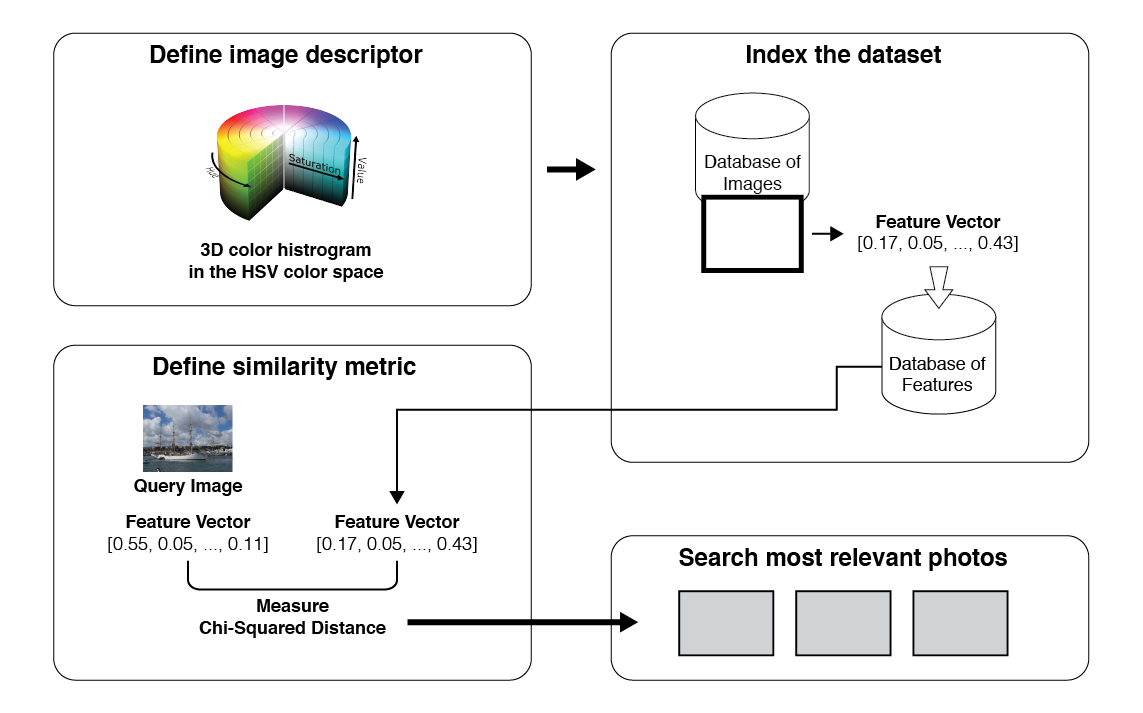 Define image descriptor
Hue
Saturation
Value
3D color histrogram
in the HSV color space
Index the dataset
Database of
Images
Feature Vector
[0.17, 0.05, ..., 0.43]
Database of
Features
Define similarity metric
Query Image
Feature Vector
[0.55, 0.05, ..., 0.11]
Feature Vector
[0.17, 0.05, ..., 0.43]
Measure
Chi-Squared Distance
Search most relevant photos